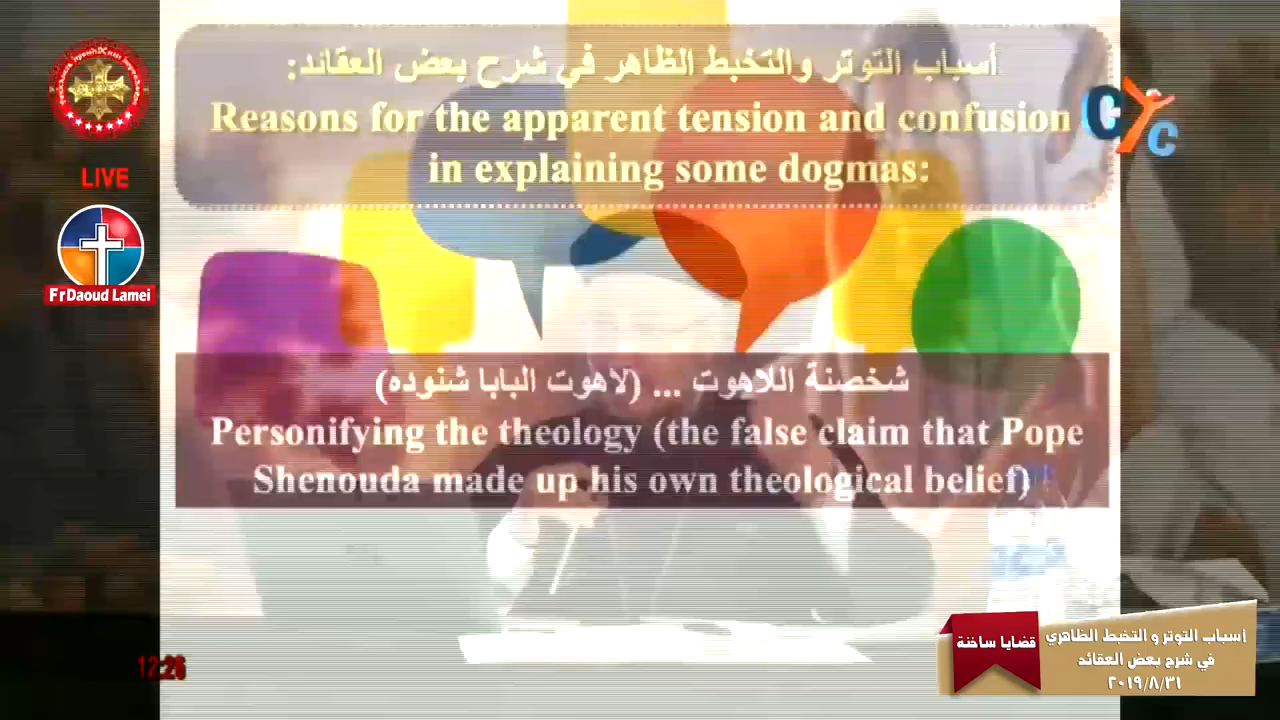 أسباب التوتر والتخبط الظاهر في شرح بعض العقائد:
Reasons for the apparent tension and confusion
in explaining some dogmas:
CYC
LIVE
FrDaoud Lamei
شخصنة اللاهوت ... (لاهوت البابا شنوده)
Personifying the theology (the false claim that Pope
Shenouda made up his own theological belief)
12:26
قضايا ساخنة
أسباب التوتر و التخبط الظاهري
في شرح بعض العقائد
٢٠١٩/٨/٣١